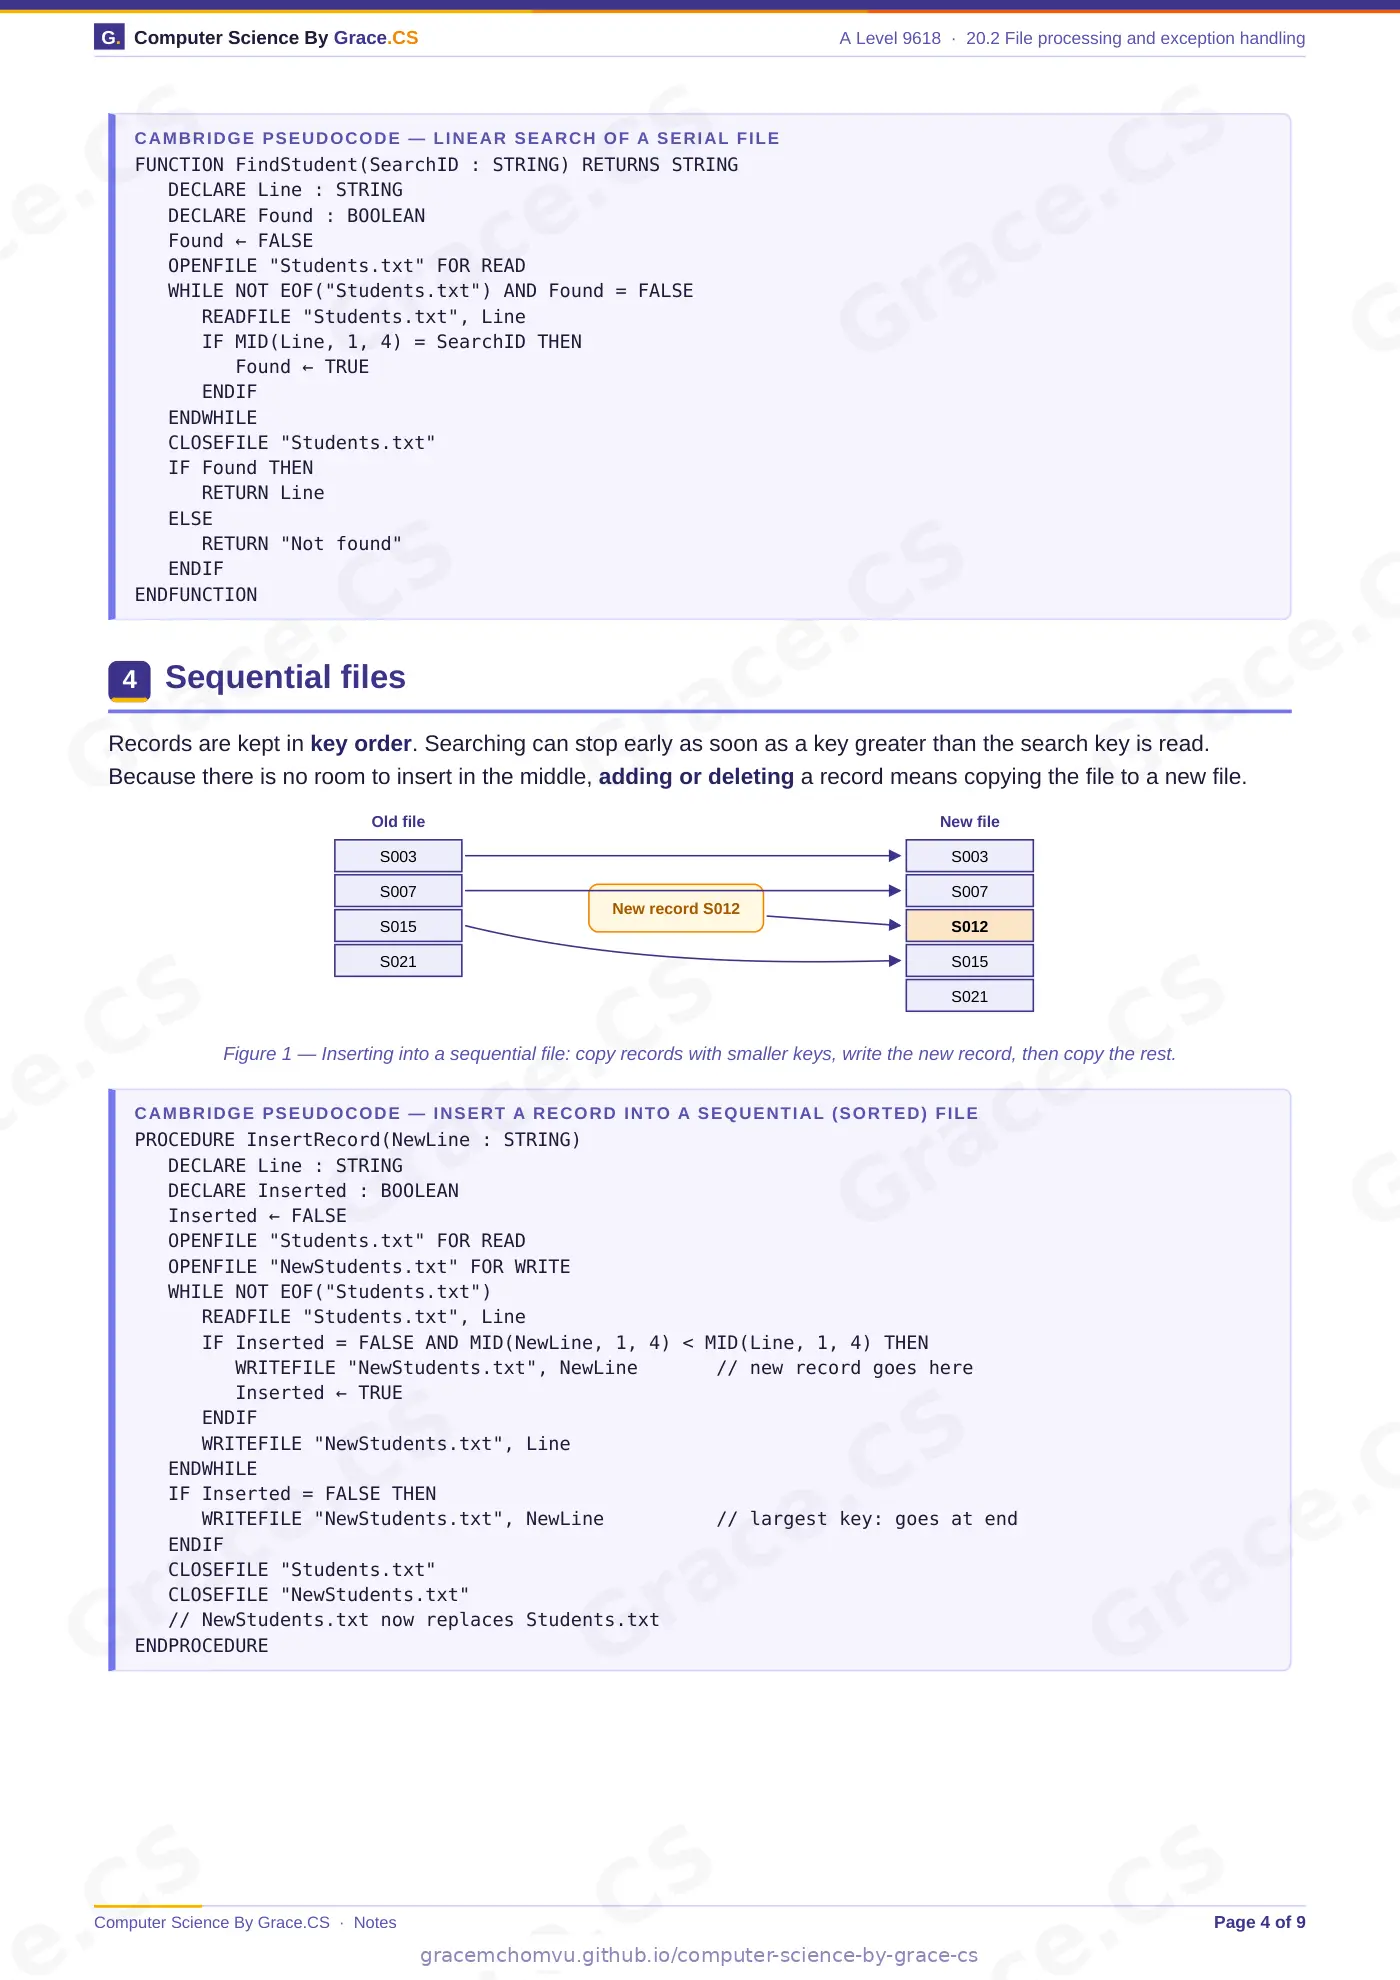 G. Computer Science By Grace.CS
A Level 9618 · 20.2 File processing and exception handling
CAMBRIDGE PSEUDOCODE — LINEAR SEARCH OF A SERIAL FILE
FUNCTION FindStudent(SearchID : STRING) RETURNS STRING
   DECLARE Line : STRING
   DECLARE Found : BOOLEAN
   Found ← FALSE
   OPENFILE "Students.txt" FOR READ
   WHILE NOT EOF("Students.txt") AND Found = FALSE
      READFILE "Students.txt", Line
      IF MID(Line, 1, 4) = SearchID THEN
         Found ← TRUE
      ENDIF
   ENDWHILE
   CLOSEFILE "Students.txt"
   IF Found THEN
      RETURN Line
   ELSE
      RETURN "Not found"
   ENDIF
ENDFUNCTION
4 Sequential files
Records are kept in key order. Searching can stop early as soon as a key greater than the search key is read.
Because there is no room to insert in the middle, adding or deleting a record means copying the file to a new file.
Old file
New file
S003
S003
S007
S007
New record S012
S015
S012
S021
S015
S021
Figure 1 — Inserting into a sequential file: copy records with smaller keys, write the new record, then copy the rest.
CAMBRIDGE PSEUDOCODE — INSERT A RECORD INTO A SEQUENTIAL (SORTED) FILE
PROCEDURE InsertRecord(NewLine : STRING)
   DECLARE Line : STRING
   DECLARE Inserted : BOOLEAN
   Inserted ← FALSE
   OPENFILE "Students.txt" FOR READ
   OPENFILE "NewStudents.txt" FOR WRITE
   WHILE NOT EOF("Students.txt")
      READFILE "Students.txt", Line
      IF Inserted = FALSE AND MID(NewLine, 1, 4) < MID(Line, 1, 4) THEN
         WRITEFILE "NewStudents.txt", NewLine       // new record goes here
         Inserted ← TRUE
      ENDIF
      WRITEFILE "NewStudents.txt", Line
   ENDWHILE
   IF Inserted = FALSE THEN
      WRITEFILE "NewStudents.txt", NewLine          // largest key: goes at end
   ENDIF
   CLOSEFILE "Students.txt"
   CLOSEFILE "NewStudents.txt"
   // NewStudents.txt now replaces Students.txt
ENDPROCEDURE
Computer Science By Grace.CS · Notes
Page 4 of 9
gracemchomvu.github.io/computer-science-by-grace-cs